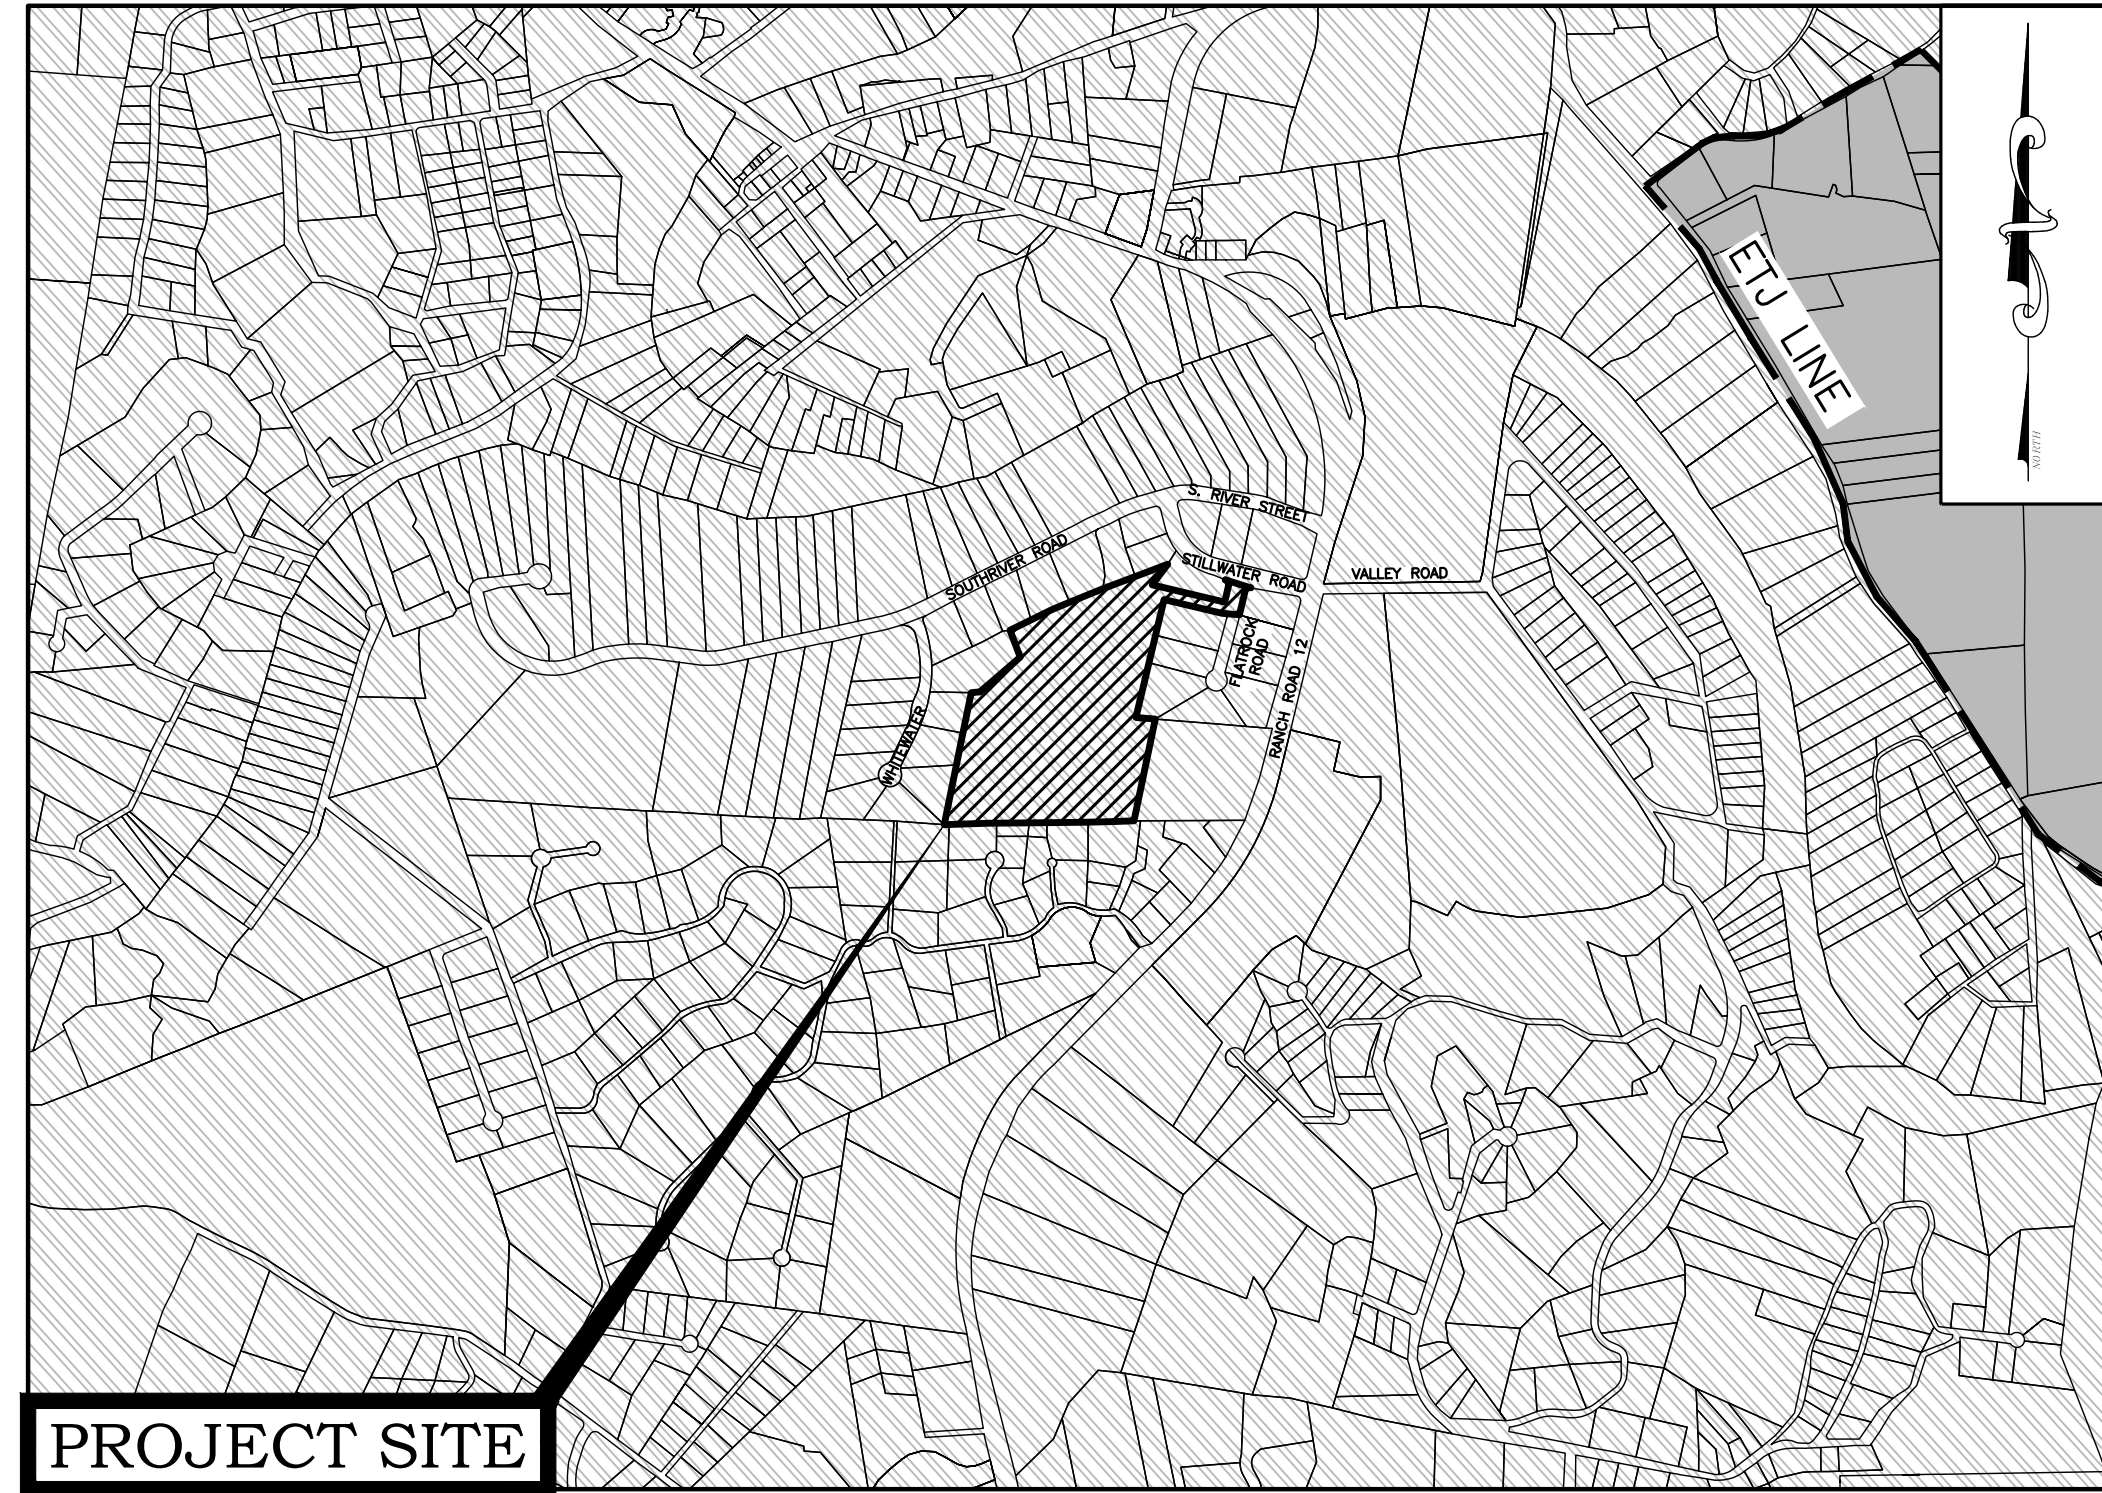 ETJ LINE
NORTH
S. RIVER STREET
SOUTHRIVER ROAD
STILLWATER ROAD
VALLEY ROAD
FLATROCK
ROAD
RANCH ROAD 12
WHITEWATER
PROJECT SITE